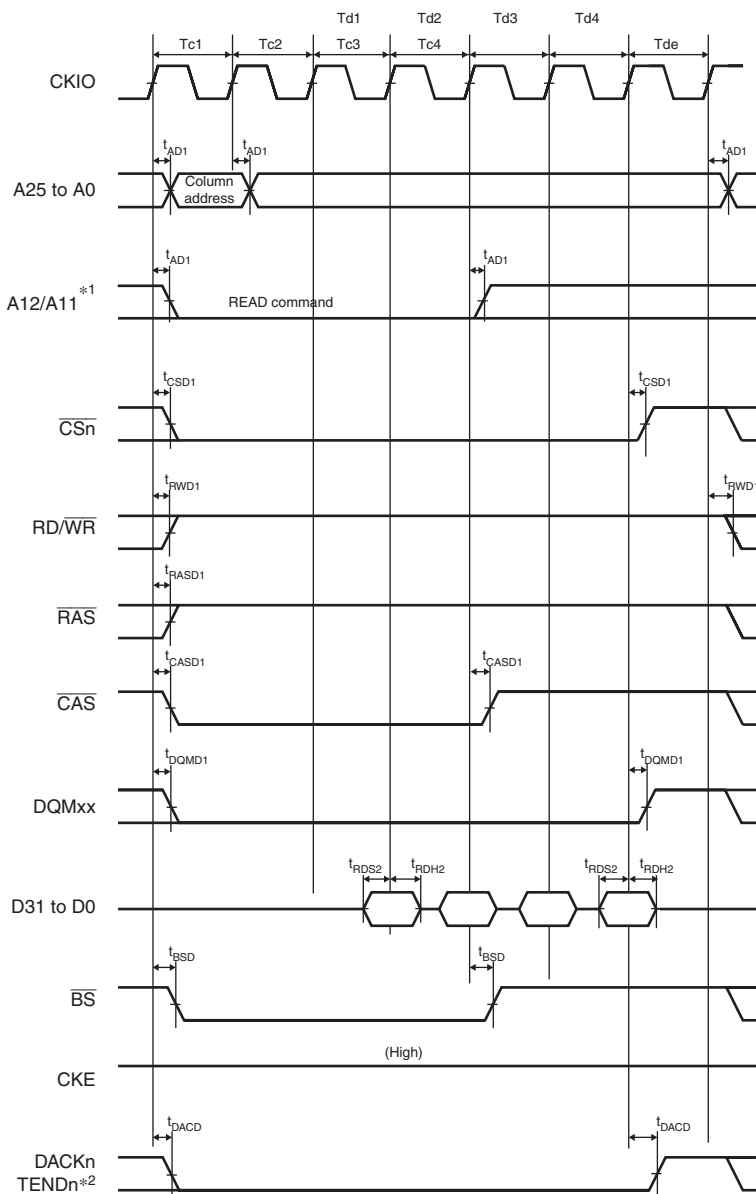 Td1 Td2 Td3 Td4
Tc1 Tc2 Tc3 Tc4 Tde
CKIO
tAD1 tAD1 tAD1
A25 to A0
Column address
tAD1 tAD1
A12/A11 *1
READ command
tCSD1 tCSD1
CSn
tRWD1 tRWD1
RD/WR
tRASD1
RAS
tCASD1 tCASD1
CAS
tDQMD1 tDQMD1
DQMxx
tRDS2 tRDH2 tRDS2 tRDH2
D31 to D0
tBSD tBSD
BS
(High)
CKE
tDACD tDACD
DACKn
TENDn*2